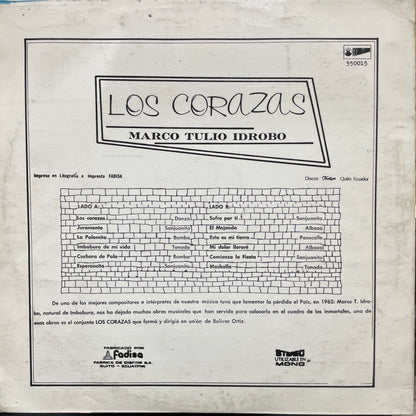 550015
LOS CORAZAS
MARCO TULIO IDROBO
Impreso en Litografía e Imprenta FADISA
Discos Fadisa Quito Ecuador
LADO A:
Los corazas Danza
Juramento Sanjuanito
La Palomita Bomba
Imbabura de mi vida Tonada
Cuchara de Palo Bomba
Esperancita Sanjuanito
LADO B:
Sufro por ti ! Sanjuanito
El Majendo Albazo
Esta es mi tierra Pasacalle
Mi dolor lloraré Albazo
Comienza la Fiesta Sanjuanito
Mashalla Tonada
De uno de los mejores compositores e intérpretes de nuestra música tuvo que lamentar la pérdida el País, en 1962: Marco T. Idro-
bo, natural de Imbabura, nos ha dejado muchas obras musicales que han servido para colocarlo en el cuadro de los inmortales, una de
esas obras es el conjunto LOS CORAZAS que formó y dirigió en unión de Bolívar Ortiz.
FABRICADO POR
fadisa
FABRICA DE DISCOS S.A.
QUITO - ECUADOR
STEREO
UTILIZABLE EN
MONO